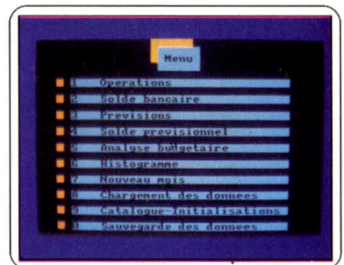 Menu
1 Operations
2 Solde bancaire
3 Previsions
4 Solde previsionnel
5 Analyse budgetaire
6 Histogramme
7 Nouveau mois
8 Chargement des donnees
9 Catalogue-Initialisations
0 Sauvegarde des donnees